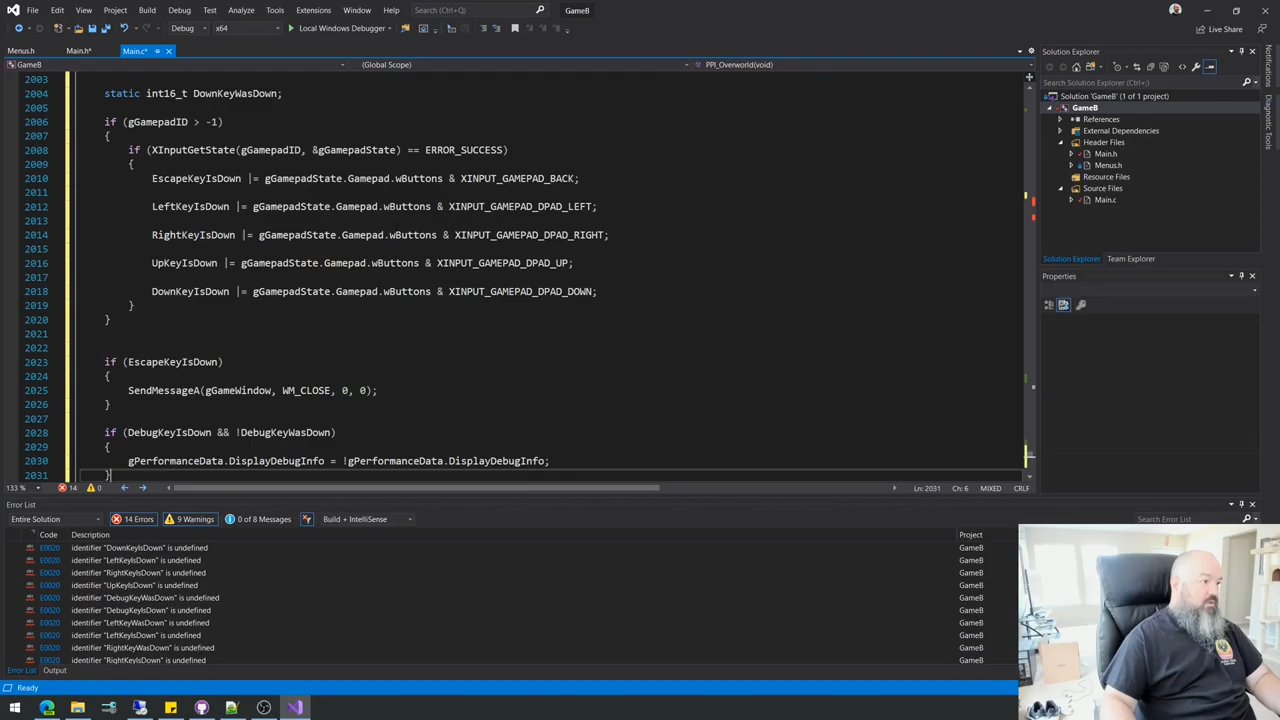 File Edit View Project Build Debug Test Analyze Tools Extensions Window Help Search (Ctrl+Q) GameB
Debug x64 Local Windows Debugger Live Share
Menus.h Main.h* Main.c*
GameB (Global Scope) PPI_Overworld(void)
2003
2004 static int16_t DownKeyWasDown;
2005
2006 if (gGamepadID > -1)
2007 {
2008 if (XInputGetState(gGamepadID, &gGamepadState) == ERROR_SUCCESS)
2009 {
2010 EscapeKeyIsDown |= gGamepadState.Gamepad.wButtons & XINPUT_GAMEPAD_BACK;
2011
2012 LeftKeyIsDown |= gGamepadState.Gamepad.wButtons & XINPUT_GAMEPAD_DPAD_LEFT;
2013
2014 RightKeyIsDown |= gGamepadState.Gamepad.wButtons & XINPUT_GAMEPAD_DPAD_RIGHT;
2015
2016 UpKeyIsDown |= gGamepadState.Gamepad.wButtons & XINPUT_GAMEPAD_DPAD_UP;
2017
2018 DownKeyIsDown |= gGamepadState.Gamepad.wButtons & XINPUT_GAMEPAD_DPAD_DOWN;
2019 }
2020 }
2021
2022
2023 if (EscapeKeyIsDown)
2024 {
2025 SendMessageA(gGameWindow, WM_CLOSE, 0, 0);
2026 }
2027
2028 if (DebugKeyIsDown && !DebugKeyWasDown)
2029 {
2030 gPerformanceData.DisplayDebugInfo = !gPerformanceData.DisplayDebugInfo;
2031 }
133 % 14 0 Ln: 2031 Ch: 6 MIXED CRLF
Solution Explorer
Search Solution Explorer (Ctrl+;)
Solution 'GameB' (1 of 1 project)
GameB
References
External Dependencies
Header Files
Main.h
Menus.h
Resource Files
Source Files
Main.c
Solution Explorer Team Explorer
Properties
Notifications
Diagnostic Tools
Error List
Entire Solution 14 Errors 9 Warnings 0 of 8 Messages Build + IntelliSense Search Error List
Code Description Project
E0020 identifier "DownKeyIsDown" is undefined GameB
E0020 identifier "LeftKeyIsDown" is undefined GameB
E0020 identifier "RightKeyIsDown" is undefined GameB
E0020 identifier "UpKeyIsDown" is undefined GameB
E0020 identifier "DebugKeyWasDown" is undefined GameB
E0020 identifier "DebugKeyIsDown" is undefined GameB
E0020 identifier "LeftKeyWasDown" is undefined GameB
E0020 identifier "LeftKeyIsDown" is undefined GameB
E0020 identifier "RightKeyWasDown" is undefined GameB
E0020 identifier "RightKeyIsDown" is undefined GameB
Error List Output
Ready